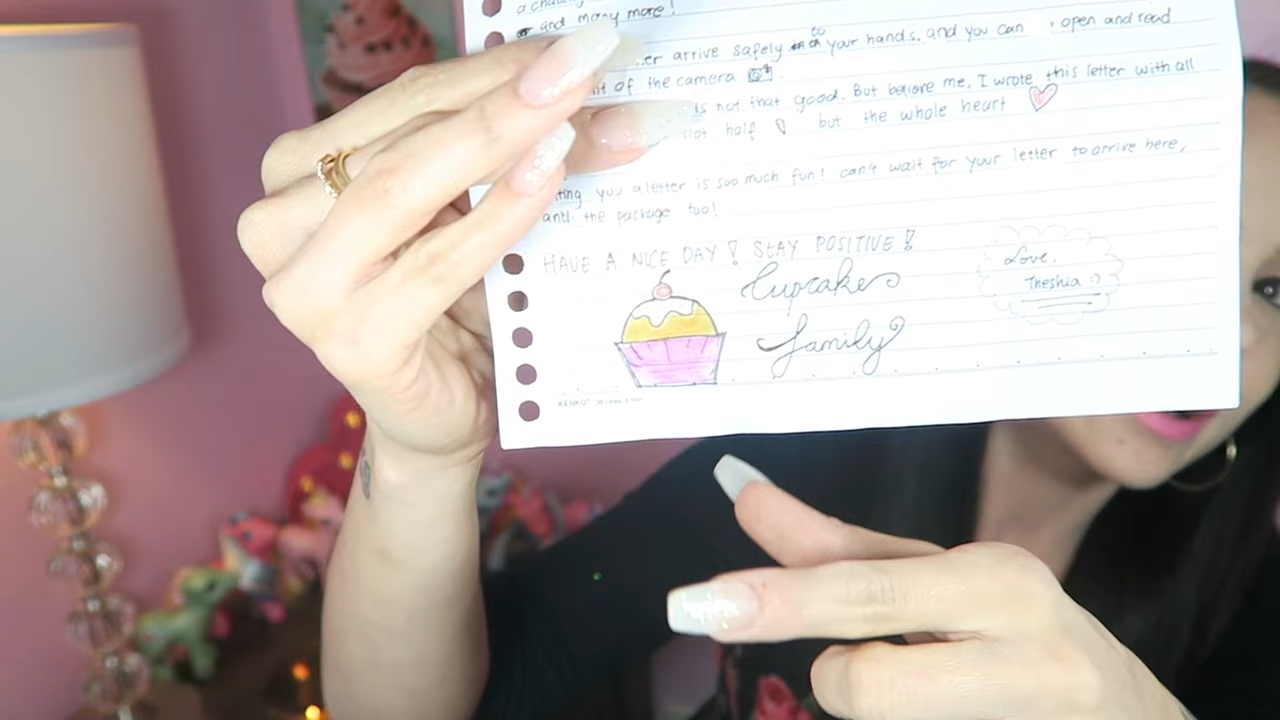 and many more!
arrive safely to your hands. and you can open and read
of the camera
is not that good. But believe me, I wrote this letter with all
not half but the whole heart
you a letter is soo much fun! can't wait for your letter to arrive here,
the package too!
HAVE A NICE DAY! STAY POSITIVE!
Love,
Theshia :)
Cupcake
family
KENKO